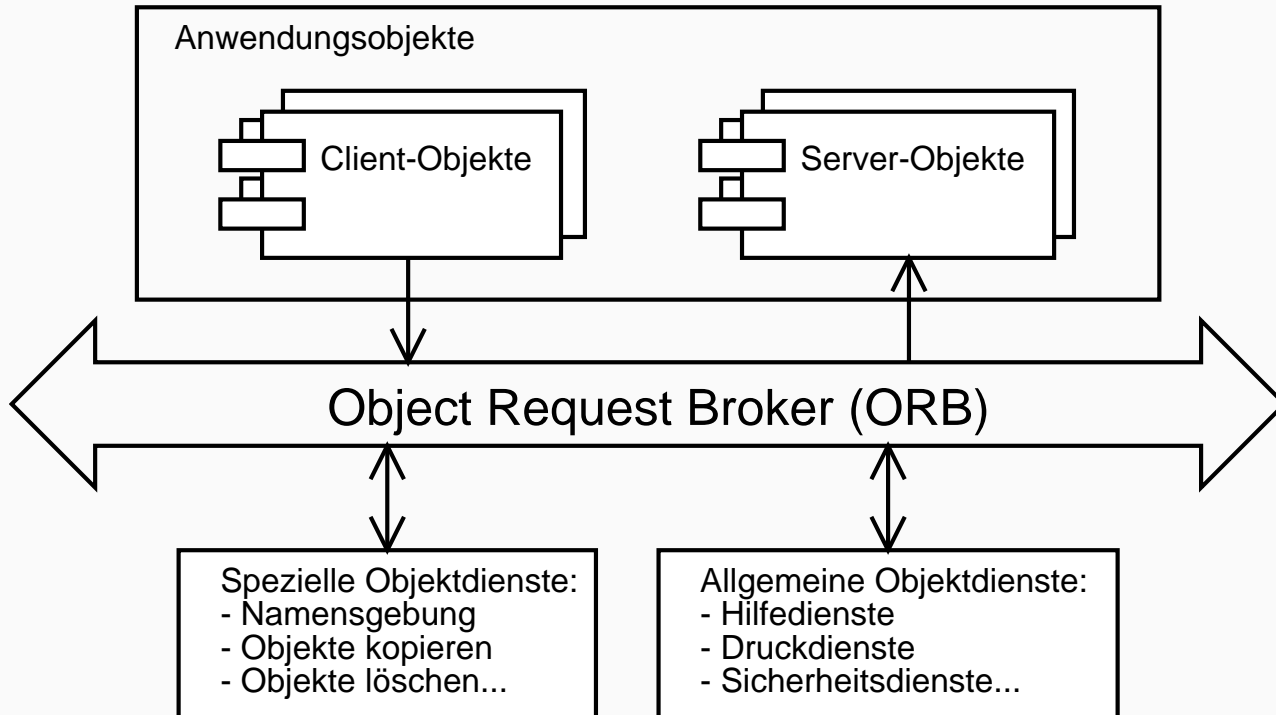 Anwendungsobjekte
Client-Objekte
Server-Objekte
Object Request Broker (ORB)
Spezielle Objektdienste:
- Namensgebung
- Objekte kopieren
- Objekte löschen...
Allgemeine Objektdienste:
- Hilfedienste
- Druckdienste
- Sicherheitsdienste...